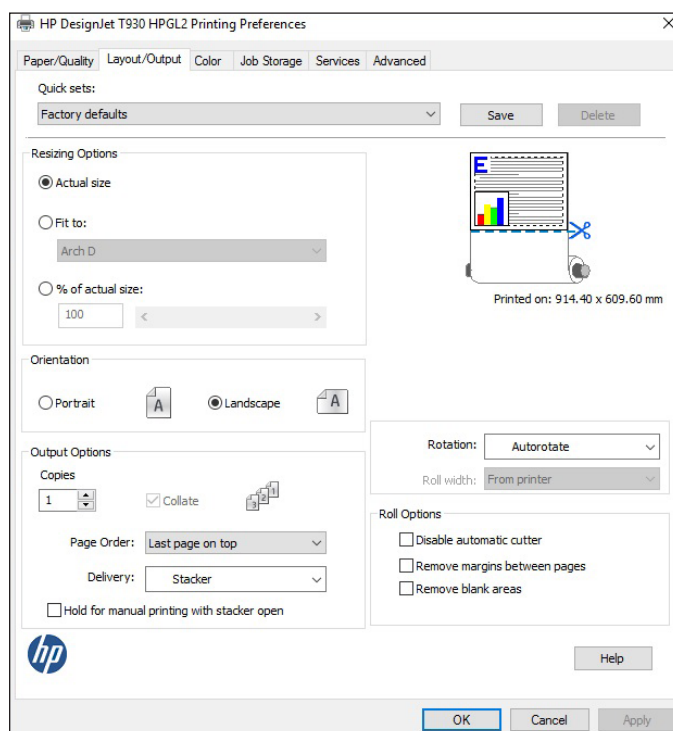 HP DesignJet T930 HPGL2 Printing Preferences
Paper/Quality Layout/Output Color Job Storage Services Advanced
Quick sets:
Factory defaults Save Delete
Resizing Options
Actual size
Fit to:
Arch D
% of actual size:
100
E
Printed on: 914.40 x 609.60 mm
Orientation
Portrait A Landscape A
Rotation: Autorotate
Roll width: From printer
Output Options
Copies
1 Collate 3 2 1
Page Order: Last page on top
Delivery: Stacker
Hold for manual printing with stacker open
Roll Options
Disable automatic cutter
Remove margins between pages
Remove blank areas
hp
Help
OK Cancel Apply